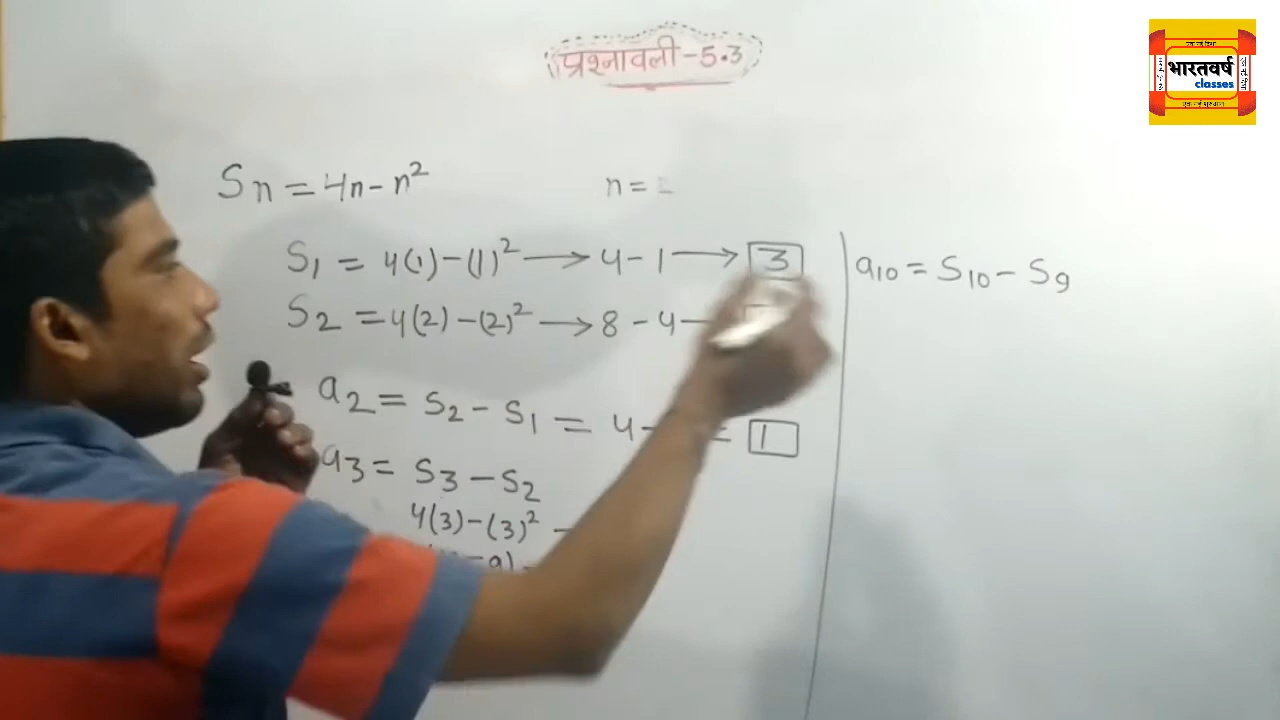 प्रश्नावली-5.3
भारतवर्ष
classes
Sn = 4n - n²
n =
S₁ = 4(1) - (1)² → 4 - 1 → 3
S₂ = 4(2) - (2)² → 8 - 4 -
a₂ = S₂ - S₁ = 4 - = 1
a₃ = S₃ - S₂
4(3) - (3)² -
a₁₀ = S₁₀ - S₉